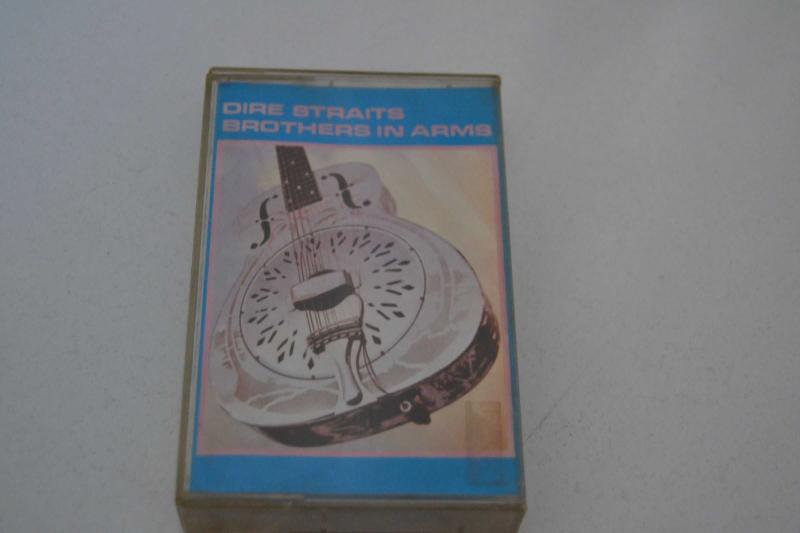 DIRE STRAITS
BROTHERS IN ARMS